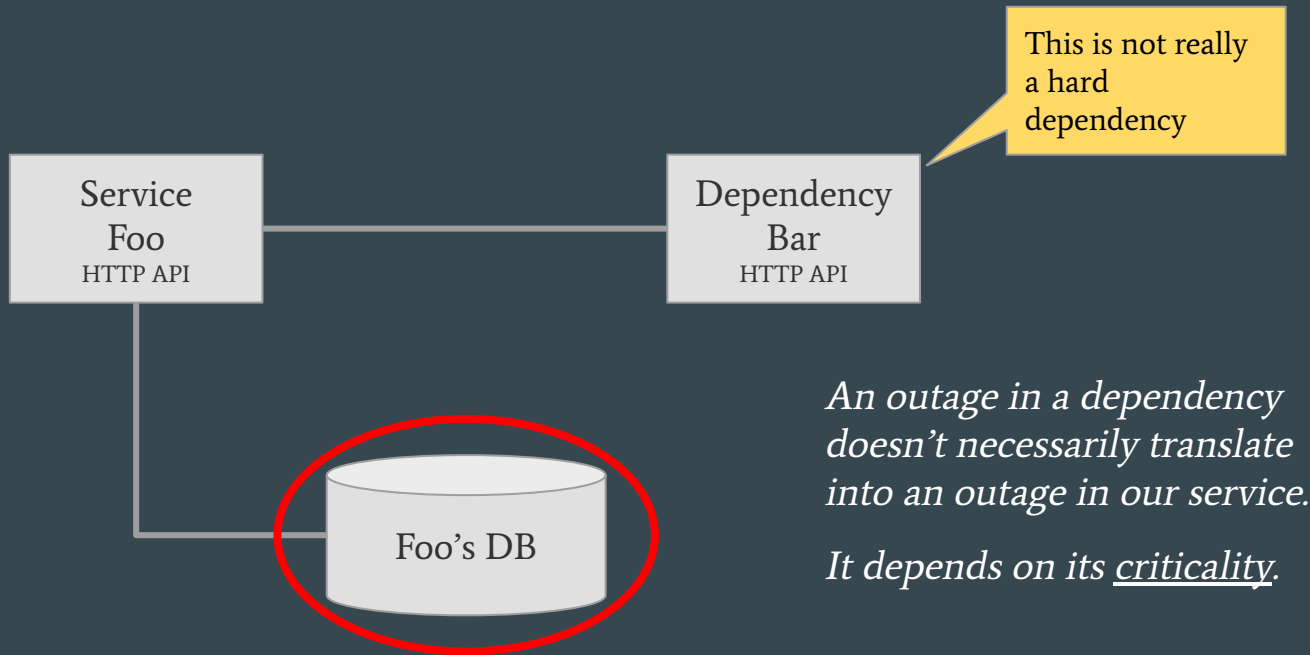 This is not really
a hard
dependency
Service
Foo
HTTP API
Dependency
Bar
HTTP API
Foo’s DB
An outage in a dependency
doesn’t necessarily translate
into an outage in our service.
It depends on its criticality.